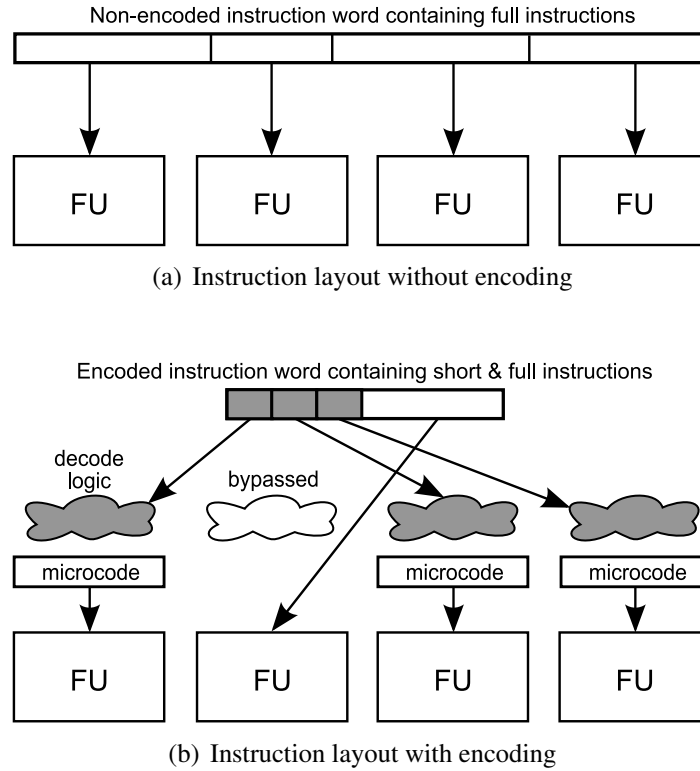 Non-encoded instruction word containing full instructions
FU FU FU FU
(a) Instruction layout without encoding
Encoded instruction word containing short & full instructions
decode
logic
bypassed
microcode microcode microcode
FU FU FU FU
(b) Instruction layout with encoding